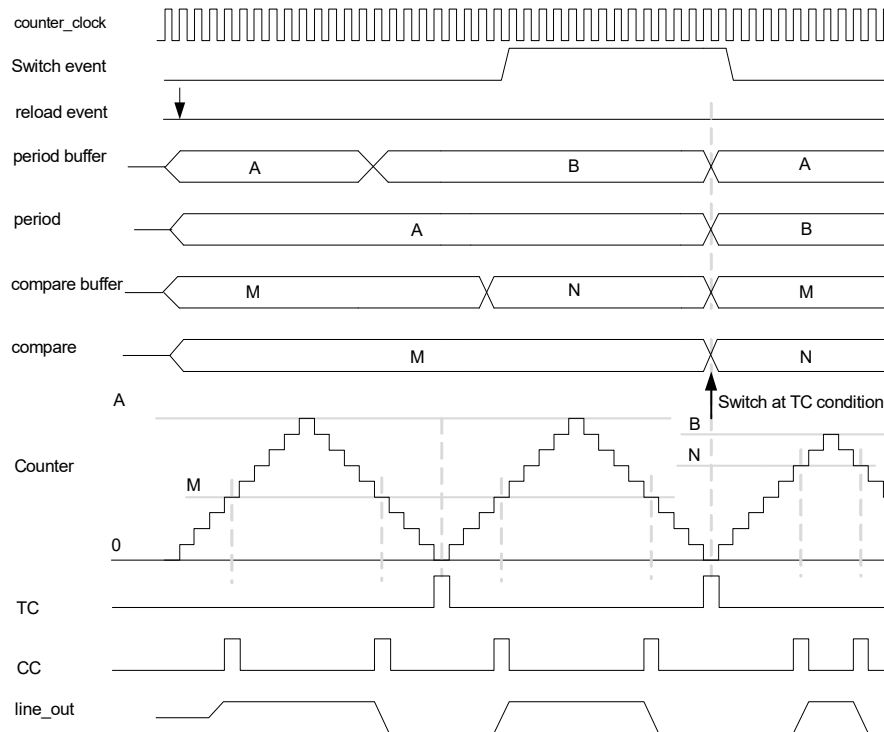 counter_clock
Switch event
reload event
period buffer
A
B
A
period
A
B
compare buffer
M
N
M
compare
M
N
Switch at TC condition
A
B
Counter
N
M
0
TC
CC
line_out